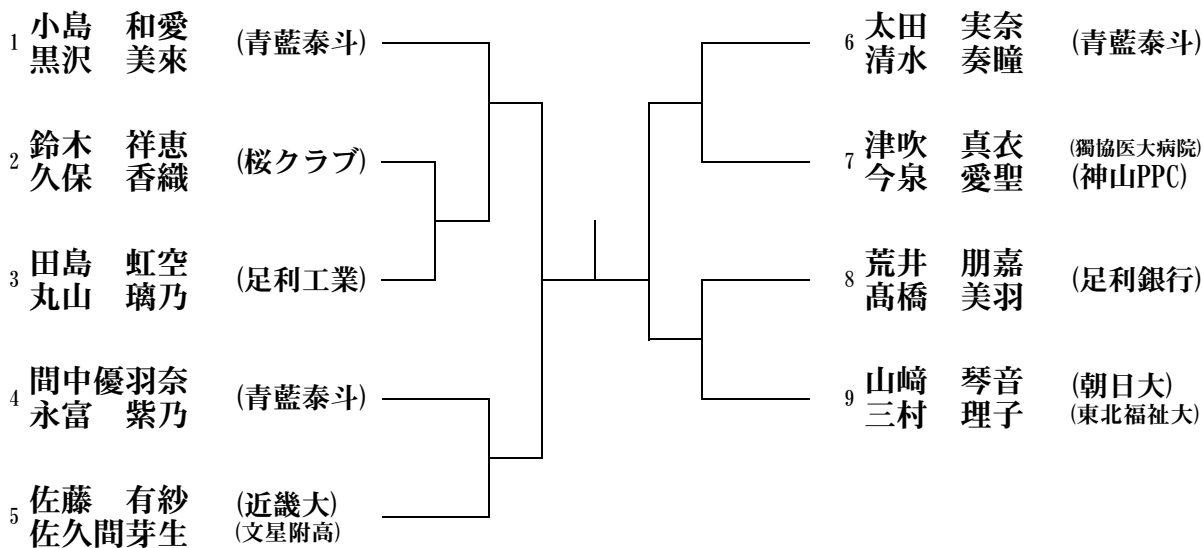 1 小島　和愛 (青藍泰斗)
黒沢　美來
2 鈴木　祥恵 (桜クラブ)
久保　香織
3 田島　虹空 (足利工業)
丸山　璃乃
4 間中優羽奈 (青藍泰斗)
永富　紫乃
5 佐藤　有紗 (近畿大)
佐久間芽生 (文星附高)
6 太田　実奈 (青藍泰斗)
清水　奏瞳
7 津吹　真衣 (獨協医大病院)
今泉　愛聖 (神山PPC)
8 荒井　朋嘉 (足利銀行)
髙橋　美羽
9 山﨑　琴音 (朝日大)
三村　理子 (東北福祉大)